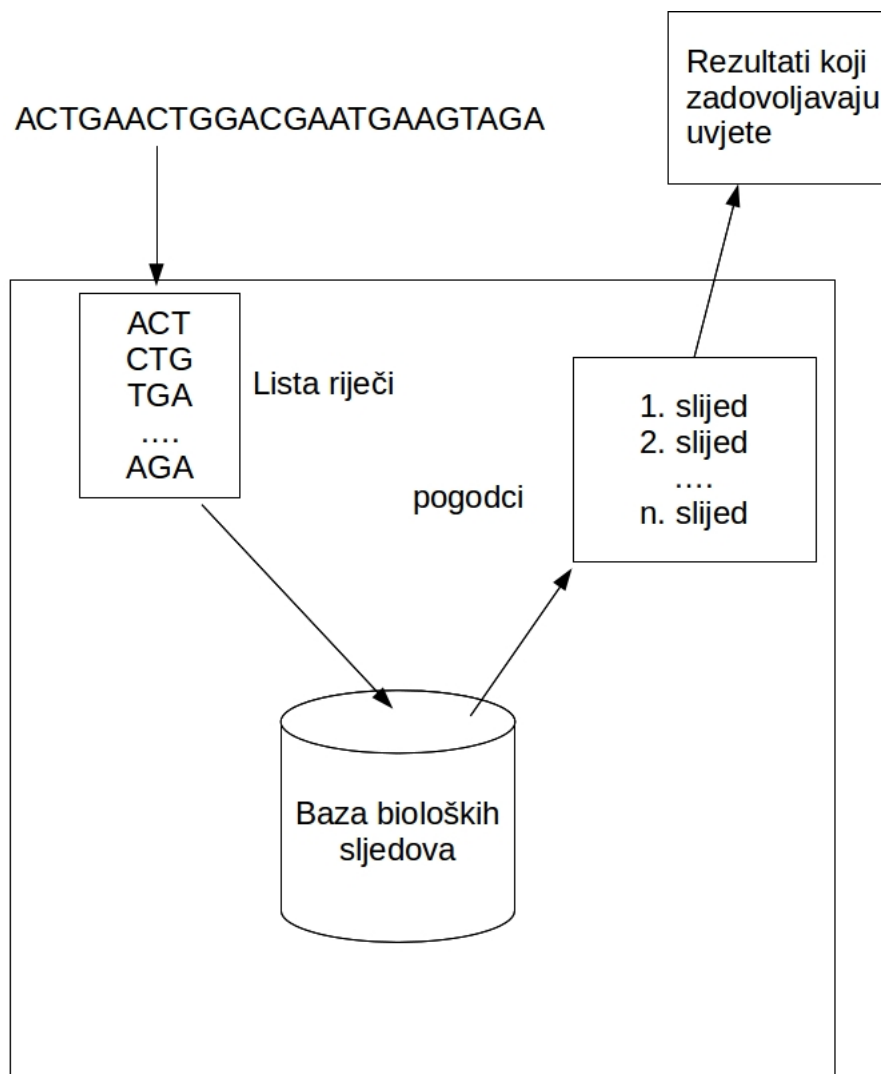 ACTGAACTGGACGAATGAAGTAGA
Rezultati koji
zadovoljavaju
uvjete
ACT
CTG
TGA
....
AGA
Lista riječi
pogodci
1. slijed
2. slijed
....
n. slijed
Baza bioloških
sljedova